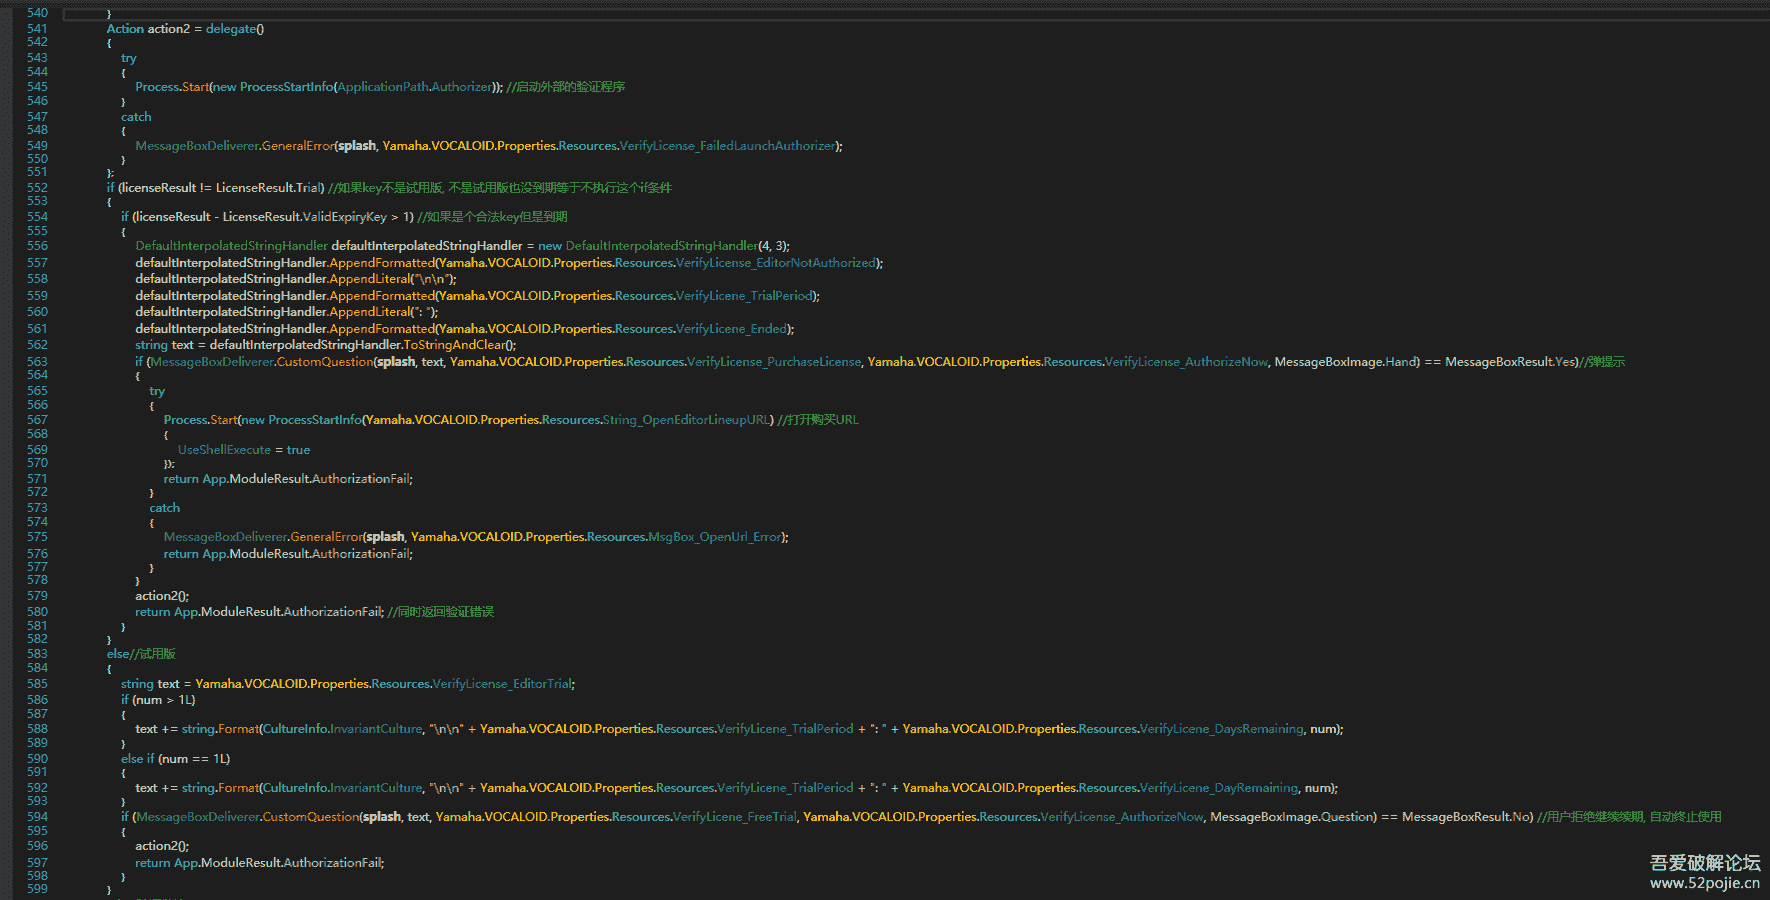 540 }
541 Action action2 = delegate()
542 {
543 try
544 {
545 Process.Start(new ProcessStartInfo(ApplicationPath.Authorizer)); //启动外部的验证程序
546 }
547 catch
548 {
549 MessageBoxDeliverer.GeneralError(splash, Yamaha.VOCALOID.Properties.Resources.VerifyLicense_FailedLaunchAuthorizer);
550 }
551 };
552 if (licenseResult != LicenseResult.Trial) //如果key不是试用版, 不是试用版也没到期等于不执行这个if条件
553 {
554 if (licenseResult - LicenseResult.ValidExpiryKey > 1) //如果是个合法key但是到期
555 {
556 DefaultInterpolatedStringHandler defaultInterpolatedStringHandler = new DefaultInterpolatedStringHandler(4, 3);
557 defaultInterpolatedStringHandler.AppendFormatted(Yamaha.VOCALOID.Properties.Resources.VerifyLicense_EditorNotAuthorized);
558 defaultInterpolatedStringHandler.AppendLiteral("\n\n");
559 defaultInterpolatedStringHandler.AppendFormatted(Yamaha.VOCALOID.Properties.Resources.VerifyLicene_TrialPeriod);
560 defaultInterpolatedStringHandler.AppendLiteral(": ");
561 defaultInterpolatedStringHandler.AppendFormatted(Yamaha.VOCALOID.Properties.Resources.VerifyLicene_Ended);
562 string text = defaultInterpolatedStringHandler.ToStringAndClear();
563 if (MessageBoxDeliverer.CustomQuestion(splash, text, Yamaha.VOCALOID.Properties.Resources.VerifyLicense_PurchaseLicense, Yamaha.VOCALOID.Properties.Resources.VerifyLicense_AuthorizeNow, MessageBoxImage.Hand) == MessageBoxResult.Yes)//弹提示
564 {
565 try
566 {
567 Process.Start(new ProcessStartInfo(Yamaha.VOCALOID.Properties.Resources.String_OpenEditorLineupURL) //打开购买URL
568 {
569 UseShellExecute = true
570 });
571 return App.ModuleResult.AuthorizationFail;
572 }
573 catch
574 {
575 MessageBoxDeliverer.GeneralError(splash, Yamaha.VOCALOID.Properties.Resources.MsgBox_OpenUrl_Error);
576 return App.ModuleResult.AuthorizationFail;
577 }
578 }
579 action2();
580 return App.ModuleResult.AuthorizationFail; //同时返回验证错误
581 }
582 }
583 else//试用版
584 {
585 string text = Yamaha.VOCALOID.Properties.Resources.VerifyLicense_EditorTrial;
586 if (num > 1L)
587 {
588 text += string.Format(CultureInfo.InvariantCulture, "\n\n" + Yamaha.VOCALOID.Properties.Resources.VerifyLicene_TrialPeriod + ": " + Yamaha.VOCALOID.Properties.Resources.VerifyLicene_DaysRemaining, num);
589 }
590 else if (num == 1L)
591 {
592 text += string.Format(CultureInfo.InvariantCulture, "\n\n" + Yamaha.VOCALOID.Properties.Resources.VerifyLicene_TrialPeriod + ": " + Yamaha.VOCALOID.Properties.Resources.VerifyLicene_DayRemaining, num);
593 }
594 if (MessageBoxDeliverer.CustomQuestion(splash, text, Yamaha.VOCALOID.Properties.Resources.VerifyLicene_FreeTrial, Yamaha.VOCALOID.Properties.Resources.VerifyLicense_AuthorizeNow, MessageBoxImage.Question) == MessageBoxResult.No) //用户拒绝继续续期, 自动终止使用
595 {
596 action2();
597 return App.ModuleResult.AuthorizationFail;
598 }
599 }
吾爱破解论坛
www.52pojie.cn